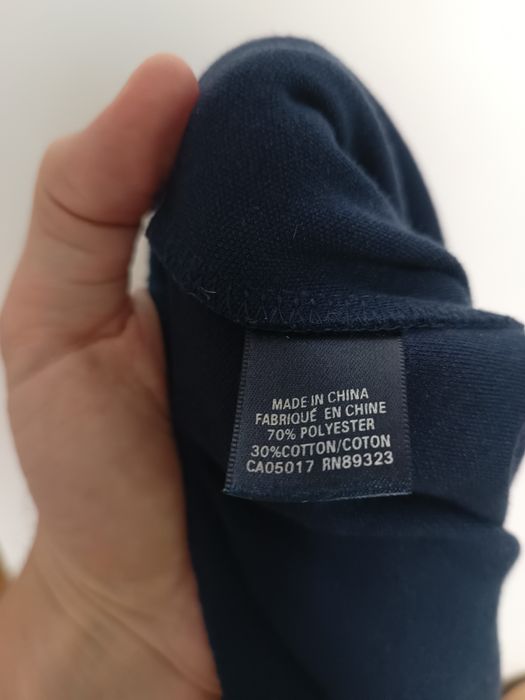 MADE IN CHINA
FABRIQUÉ EN CHINE
70% POLYESTER
30%COTTON/COTON
CA05017 RN89323